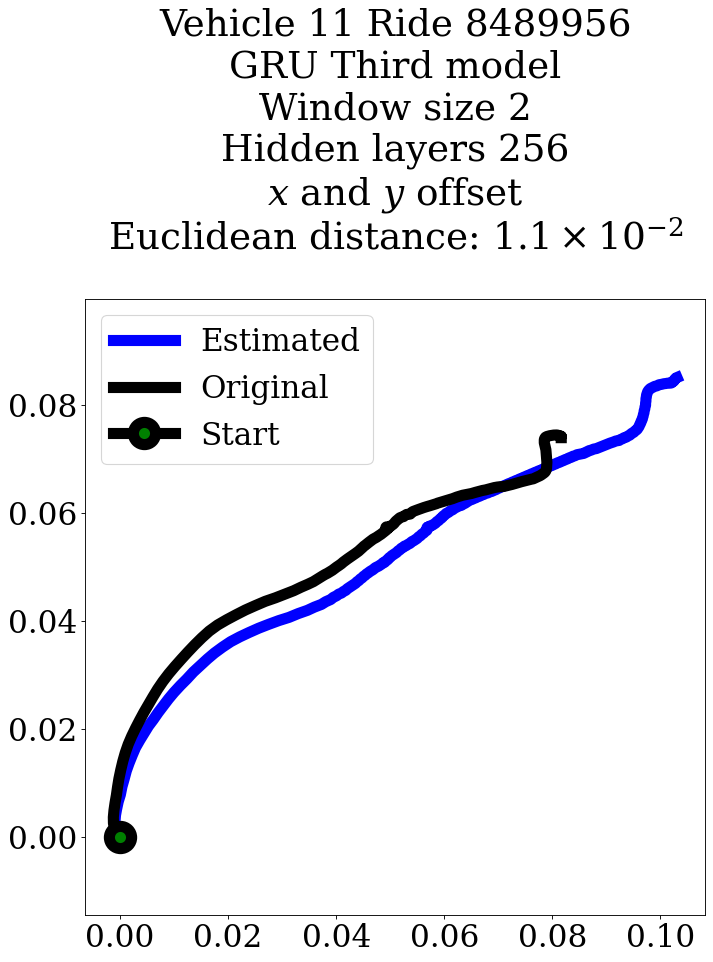 Vehicle 11 Ride 8489956
GRU Third model
Window size 2
Hidden layers 256
x and y offset
Euclidean distance: 1.1 × 10⁻²
Estimated
Original
Start
0.08
0.06
0.04
0.02
0.00
0.00 0.02 0.04 0.06 0.08 0.10